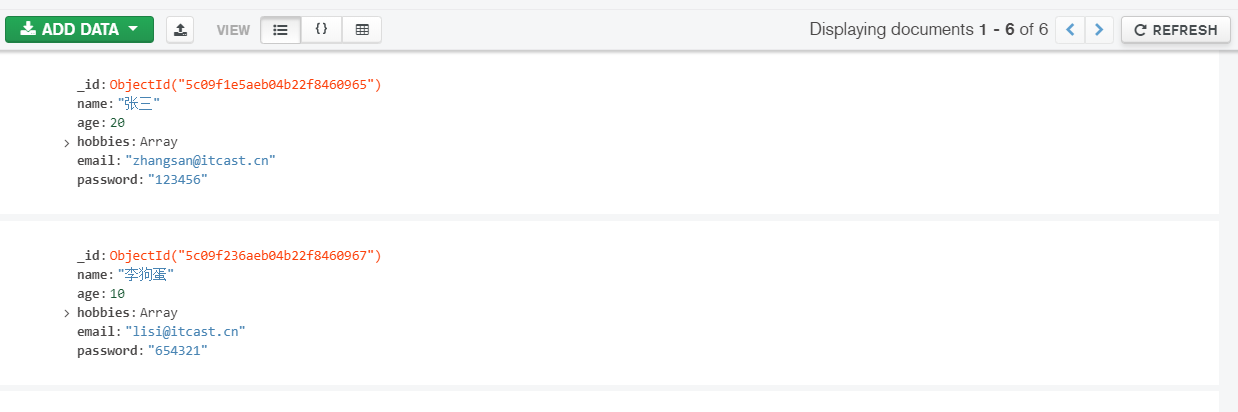 ADD DATA VIEW {} Displaying documents 1 - 6 of 6 REFRESH
_id: ObjectId("5c09f1e5aeb04b22f8460965")
name: "张三"
age: 20
hobbies: Array
email: "zhangsan@itcast.cn"
password: "123456"
_id: ObjectId("5c09f236aeb04b22f8460967")
name: "李狗蛋"
age: 10
hobbies: Array
email: "lisi@itcast.cn"
password: "654321"